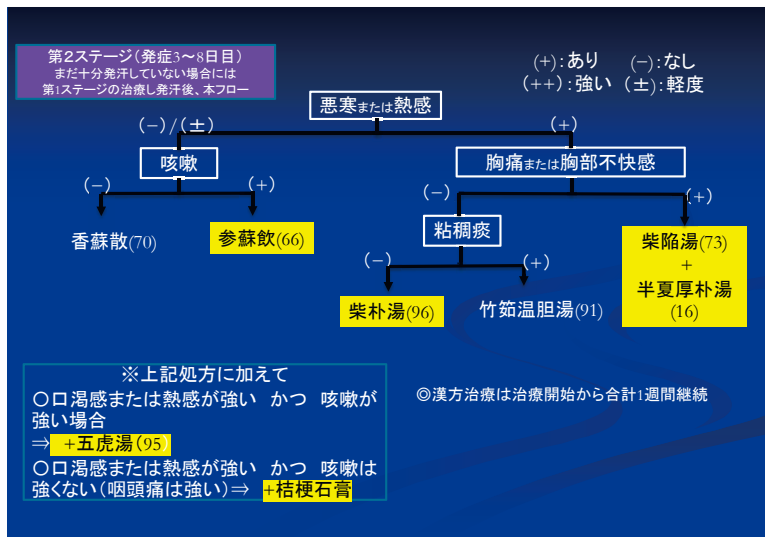 第2ステージ(発症3～8日目)
まだ十分発汗していない場合には
第1ステージの治療し発汗後、本フロー
(+):あり (−):なし
(++):強い (±):軽度
悪寒または熱感
(−)/(±)
(+)
咳嗽
胸痛または胸部不快感
(−)
(+)
(−)
(+)
香蘇散(70)
参蘇飲(66)
粘稠痰
柴陥湯(73)
+
半夏厚朴湯
(16)
(−)
(+)
柴朴湯(96)
竹筎温胆湯(91)
※上記処方に加えて
○口渇感または熱感が強い かつ 咳嗽が
強い場合
⇒ +五虎湯(95)
○口渇感または熱感が強い かつ 咳嗽は
強くない(咽頭痛は強い)⇒ +桔梗石膏
◎漢方治療は治療開始から合計1週間継続